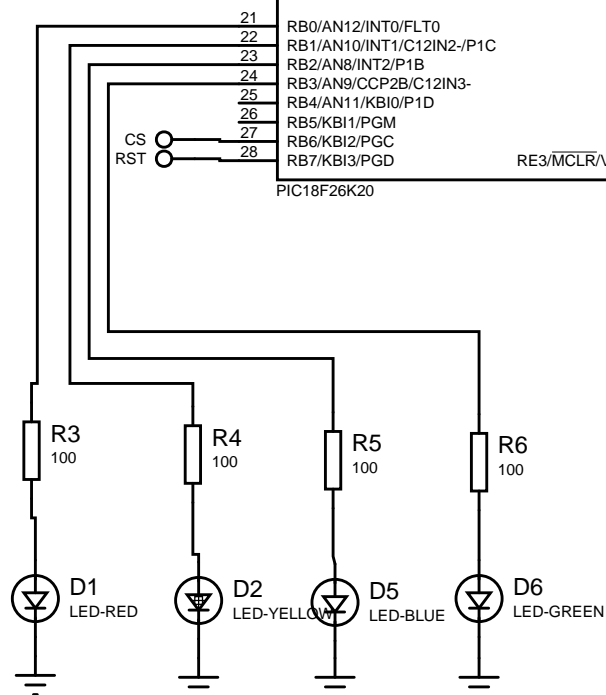 21 RB0/AN12/INT0/FLT0
22 RB1/AN10/INT1/C12IN2-/P1C
23 RB2/AN8/INT2/P1B
24 RB3/AN9/CCP2B/C12IN3-
25 RB4/AN11/KBI0/P1D
26 RB5/KBI1/PGM
CS 27 RB6/KBI2/PGC
RST 28 RB7/KBI3/PGD RE3/MCLR/V
PIC18F26K20
R3 R4 R5 R6
100 100 100 100
D1 D2 D5 D6
LED-RED LED-YELLOW LED-BLUE LED-GREEN